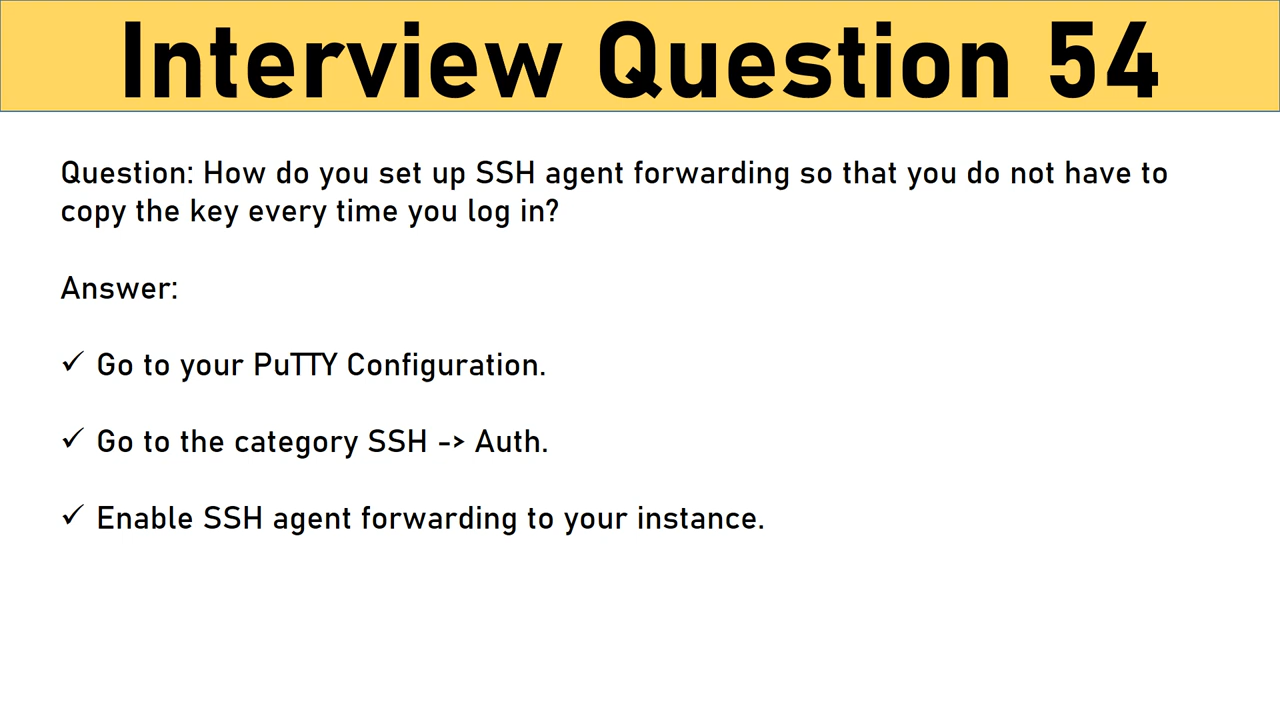 Interview Question 54
Question: How do you set up SSH agent forwarding so that you do not have to
copy the key every time you log in?
Answer:
✓ Go to your PuTTY Configuration.
✓ Go to the category SSH -> Auth.
✓ Enable SSH agent forwarding to your instance.